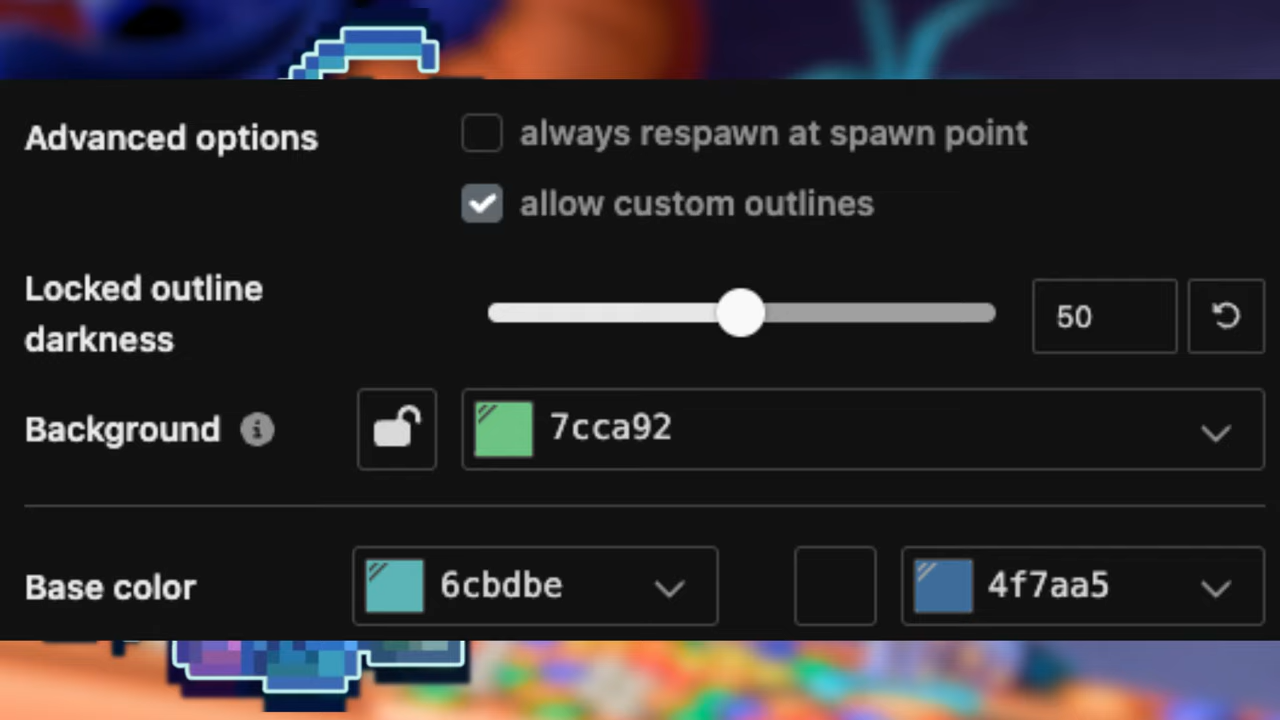 Advanced options
always respawn at spawn point
allow custom outlines
Locked outline
darkness
50
Background
7cca92
Base color
6cbdbe
4f7aa5